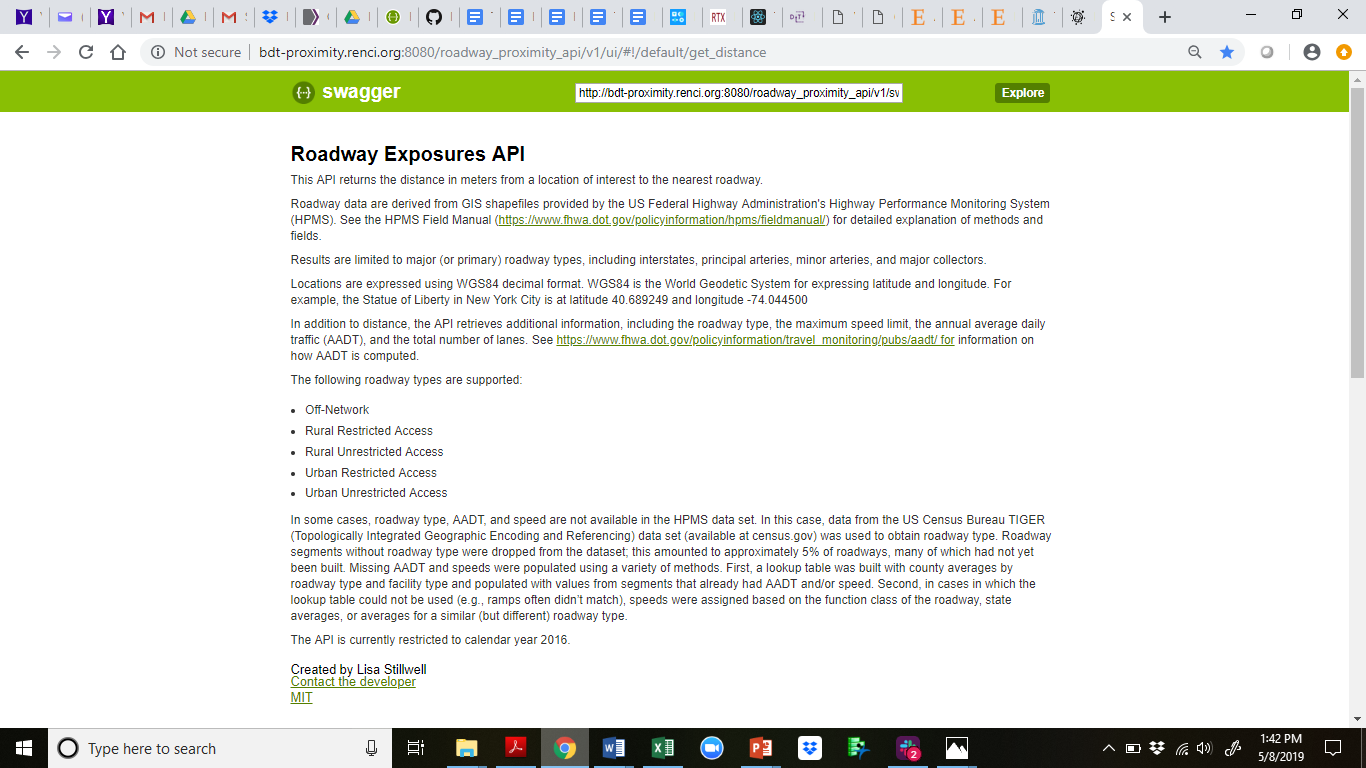 Not secure | bdt-proximity.renci.org:8080/roadway_proximity_api/v1/ui/#!/default/get_distance
swagger
http://bdt-proximity.renci.org:8080/roadway_proximity_api/v1/sw
Explore
Roadway Exposures API
This API returns the distance in meters from a location of interest to the nearest roadway.
Roadway data are derived from GIS shapefiles provided by the US Federal Highway Administration's Highway Performance Monitoring System
(HPMS). See the HPMS Field Manual (https://www.fhwa.dot.gov/policyinformation/hpms/fieldmanual/) for detailed explanation of methods and
fields.
Results are limited to major (or primary) roadway types, including interstates, principal arteries, minor arteries, and major collectors.
Locations are expressed using WGS84 decimal format. WGS84 is the World Geodetic System for expressing latitude and longitude. For
example, the Statue of Liberty in New York City is at latitude 40.689249 and longitude -74.044500
In addition to distance, the API retrieves additional information, including the roadway type, the maximum speed limit, the annual average daily
traffic (AADT), and the total number of lanes. See https://www.fhwa.dot.gov/policyinformation/travel_monitoring/pubs/aadt/ for information on
how AADT is computed.
The following roadway types are supported:
• Off-Network
• Rural Restricted Access
• Rural Unrestricted Access
• Urban Restricted Access
• Urban Unrestricted Access
In some cases, roadway type, AADT, and speed are not available in the HPMS data set. In this case, data from the US Census Bureau TIGER
(Topologically Integrated Geographic Encoding and Referencing) data set (available at census.gov) was used to obtain roadway type. Roadway
segments without roadway type were dropped from the dataset; this amounted to approximately 5% of roadways, many of which had not yet
been built. Missing AADT and speeds were populated using a variety of methods. First, a lookup table was built with county averages by
roadway type and facility type and populated with values from segments that already had AADT and/or speed. Second, in cases in which the
lookup table could not be used (e.g., ramps often didn't match), speeds were assigned based on the function class of the roadway, state
averages, or averages for a similar (but different) roadway type.
The API is currently restricted to calendar year 2016.
Created by Lisa Stillwell
Contact the developer
MIT
Type here to search
2
1:42 PM
5/8/2019